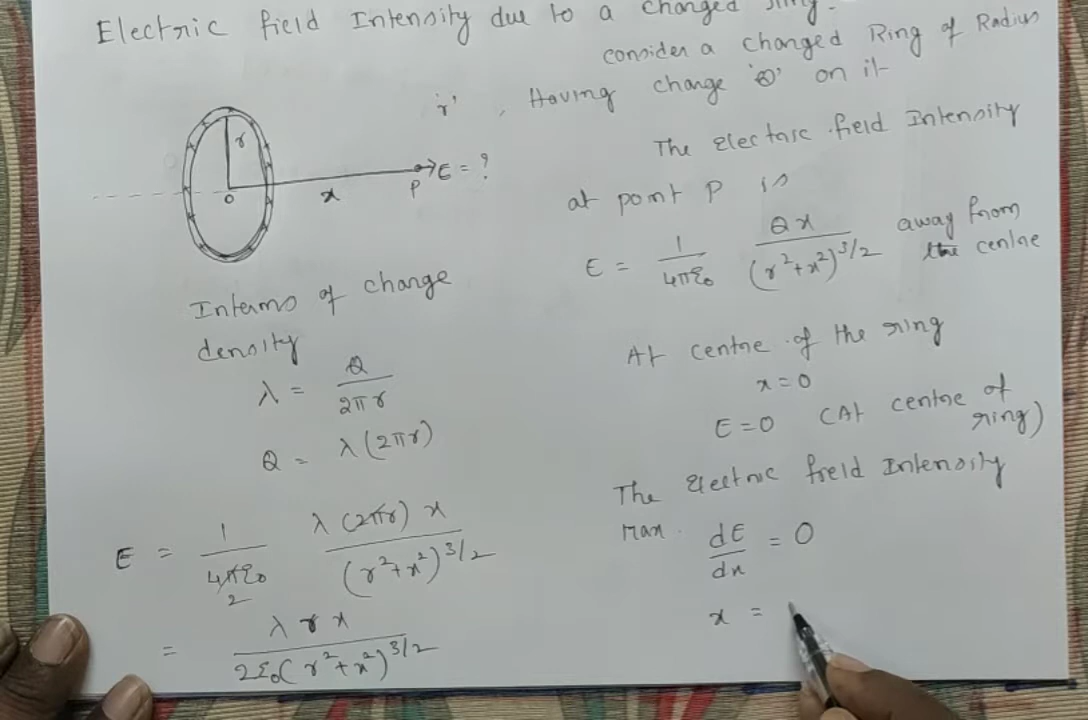 Electric field Intensity due to a charged ring.
consider a charged Ring of Radius
'r', Having charge 'Q' on it
The Electric field Intensity
at point P is
E = 1/4πε₀ Qx/(r²+x²)^3/2 away from the centre
r
o
x
P
E = ?
Interms of charge
density
λ = Q/2πr
Q = λ(2πr)
E = 1/4πε₀ λ(2πr) x/(r²+x²)^3/2
2
= λ r x/2ε₀(r²+x²)^3/2
At centre of the ring
x = 0
E = 0 (At centre of ring)
The Electric field Intensity
max. dE/dx = 0
x =